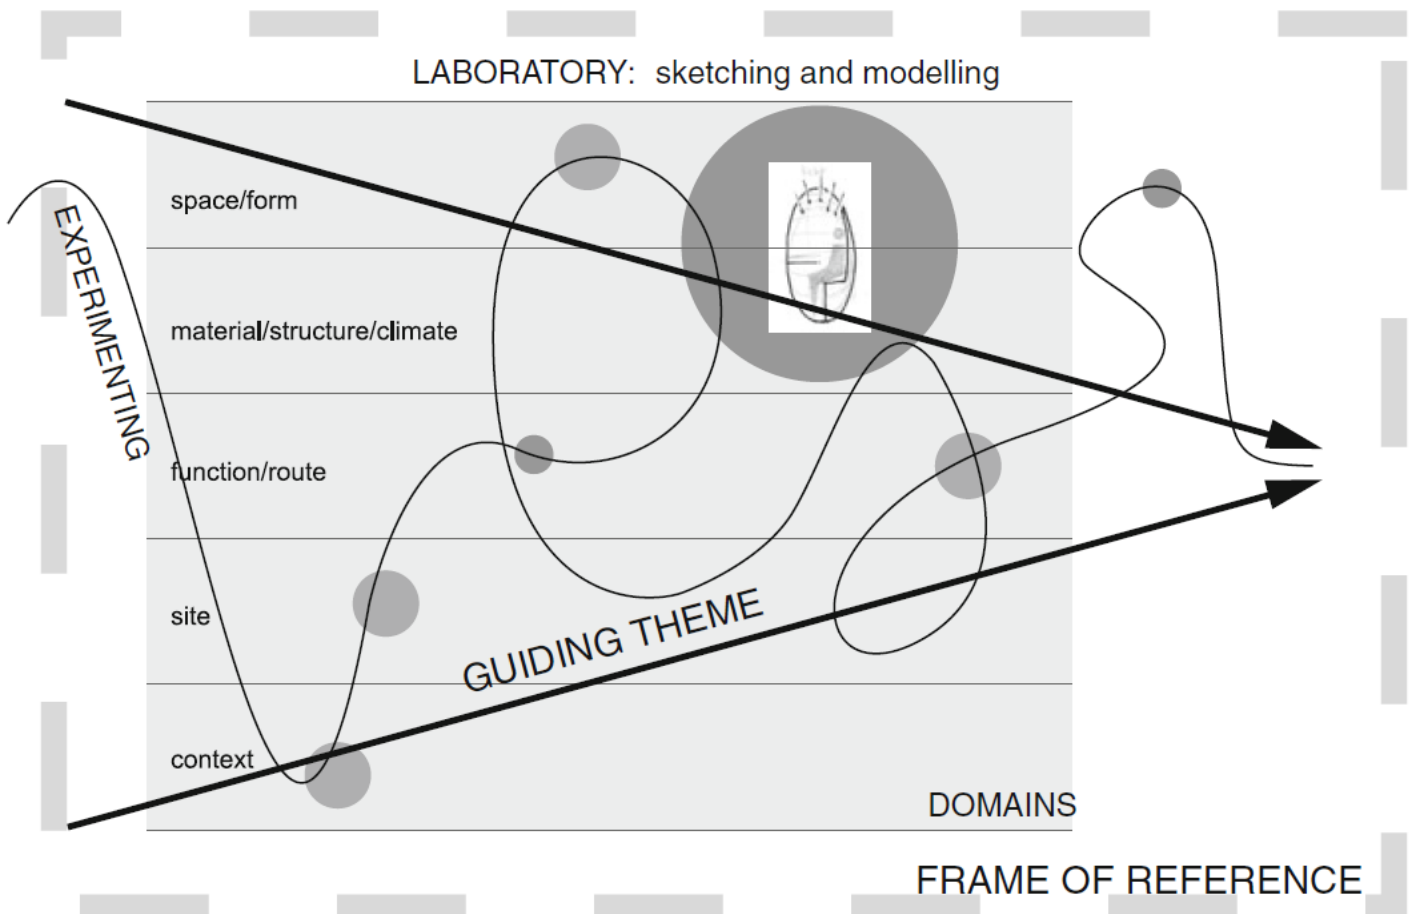 LABORATORY: sketching and modelling
space/form
EXPERIMENTING
material/structure/climate
function/route
site
GUIDING THEME
context
DOMAINS
FRAME OF REFERENCE